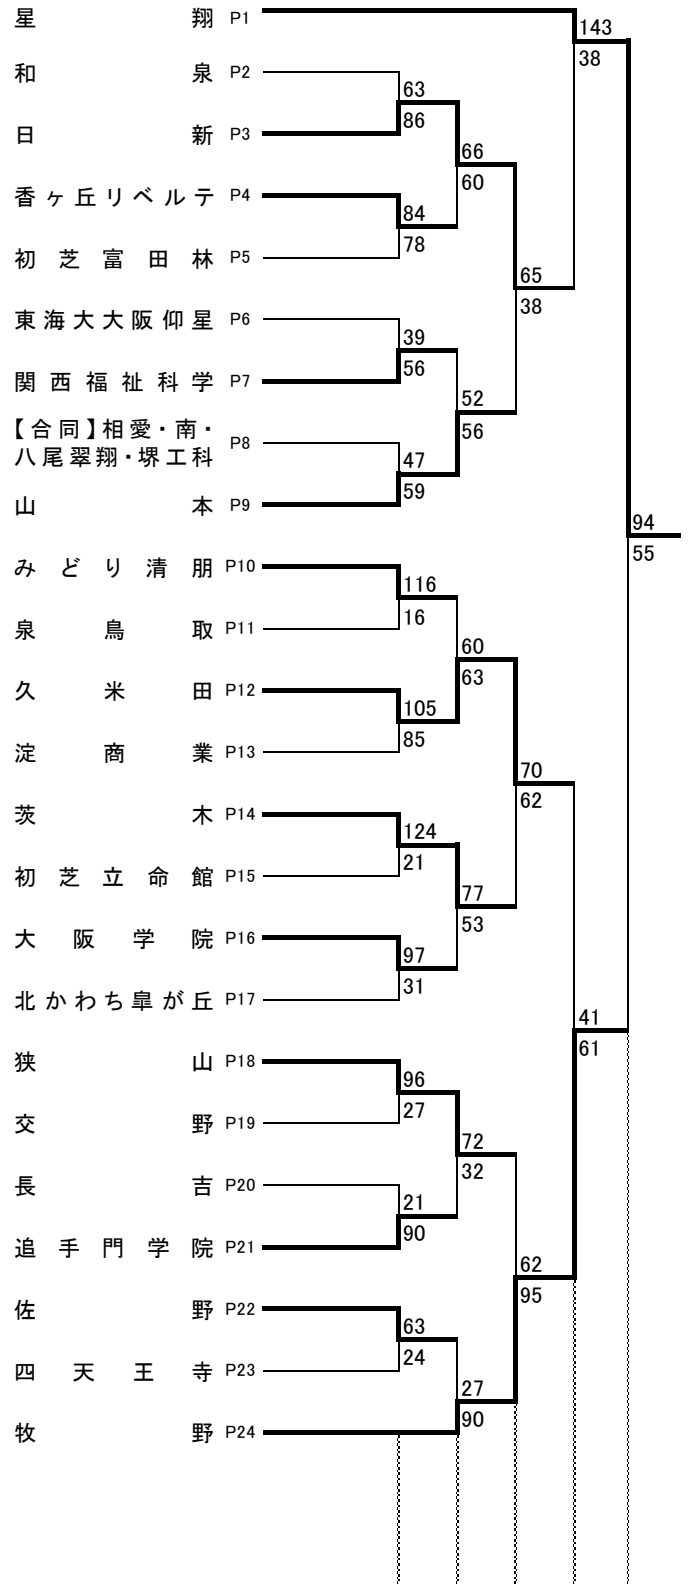 星翔 P1
143
38
和泉 P2
63
86
日新 P3
66
60
香ヶ丘リベルテ P4
84
78
初芝富田林 P5
65
38
東海大大阪仰星 P6
39
56
関西福祉科学 P7
52
56
【合同】相愛・南・
八尾翠翔・堺工科 P8
47
59
山本 P9
94
55
みどり清朋 P10
116
16
泉鳥取 P11
60
63
久米田 P12
105
85
淀商業 P13
70
62
茨木 P14
124
21
初芝立命館 P15
77
53
大阪学院 P16
97
31
北かわち皐が丘 P17
41
61
狭山 P18
96
27
交野 P19
72
32
長吉 P20
21
90
追手門学院 P21
62
95
佐野 P22
63
24
四天王寺 P23
27
90
牧野 P24